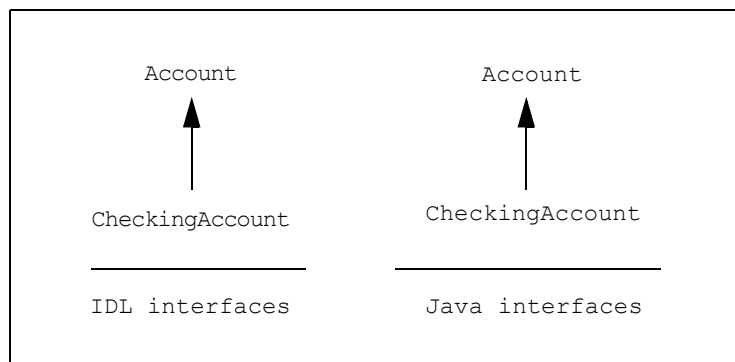 Account
Account
CheckingAccount
CheckingAccount
IDL interfaces
Java interfaces